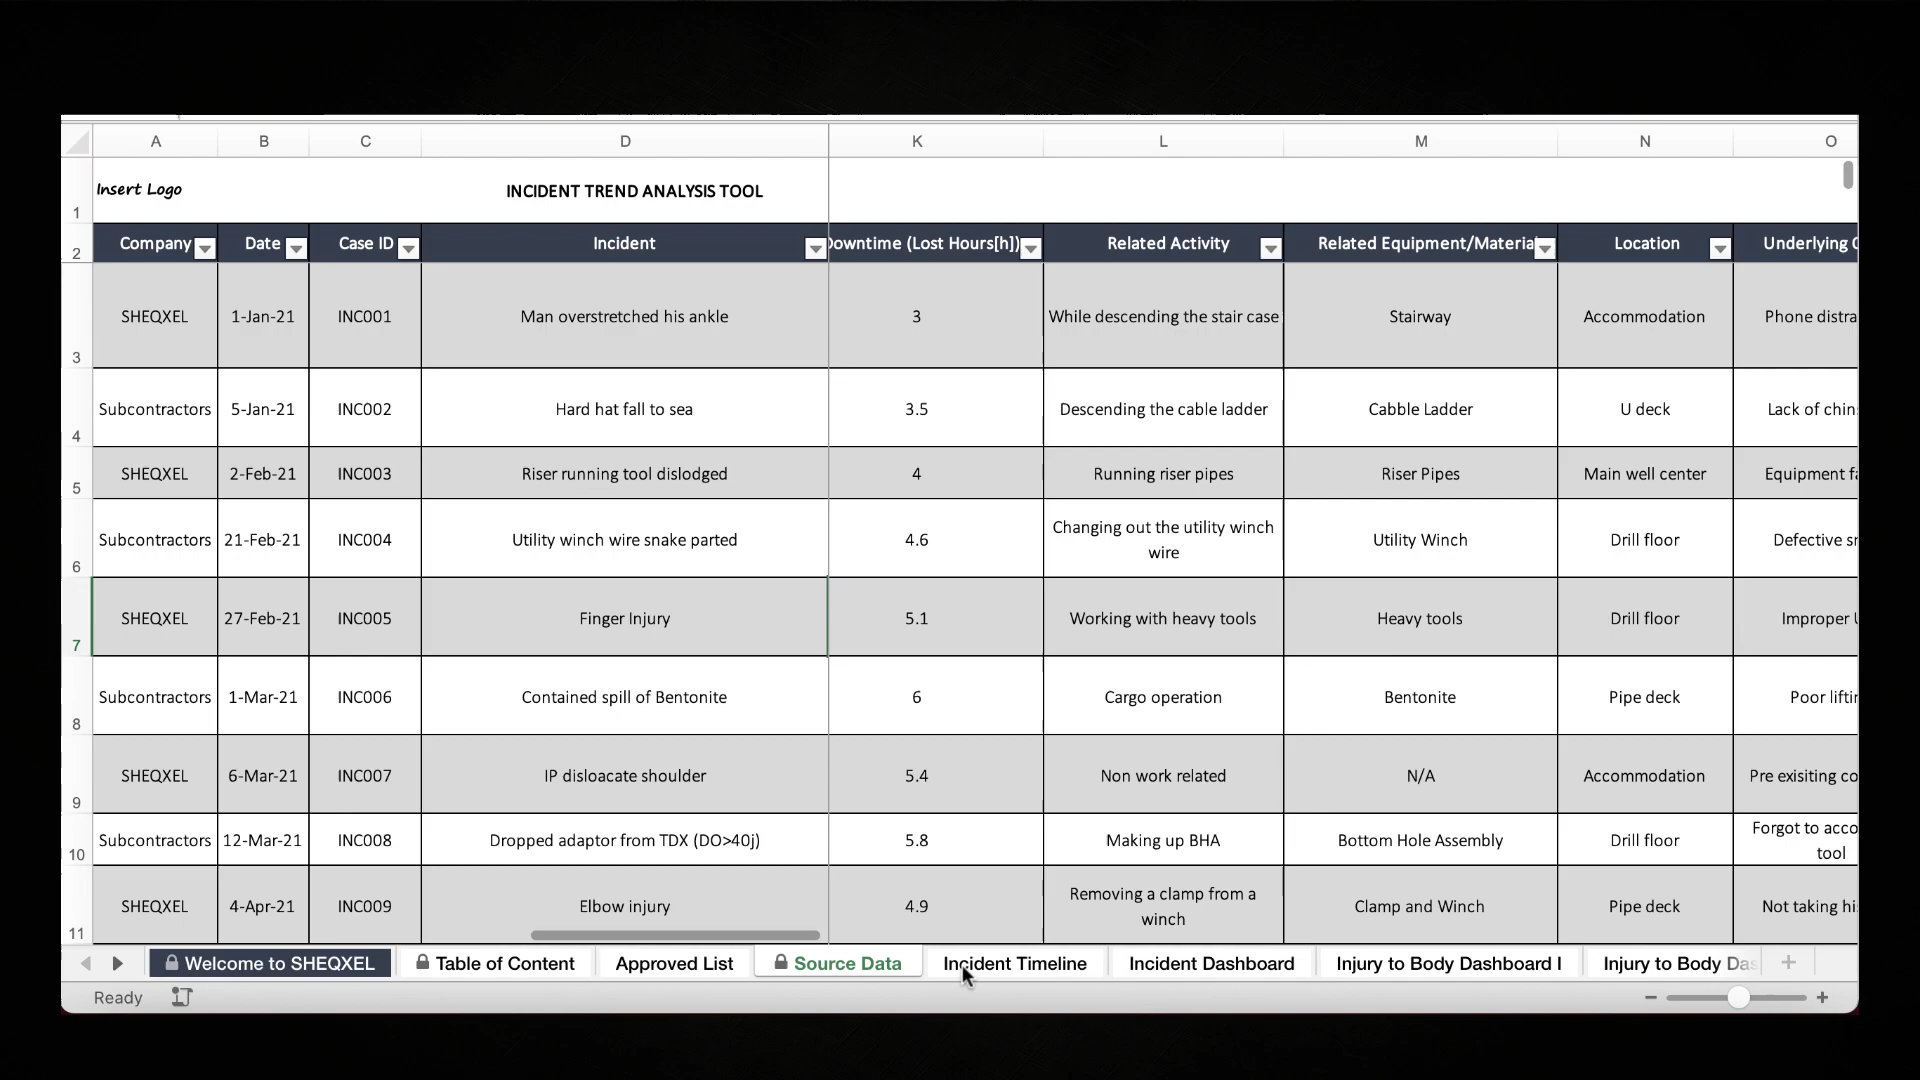 A B C D K L M N O
1 Insert Logo INCIDENT TREND ANALYSIS TOOL
2 Company Date Case ID Incident Downtime (Lost Hours[h]) Related Activity Related Equipment/Material Location Underlying
3 SHEQXEL 1-Jan-21 INC001 Man overstretched his ankle 3 While descending the stair case Stairway Accommodation Phone distra
4 Subcontractors 5-Jan-21 INC002 Hard hat fall to sea 3.5 Descending the cable ladder Cabble Ladder U deck Lack of chin
5 SHEQXEL 2-Feb-21 INC003 Riser running tool dislodged 4 Running riser pipes Riser Pipes Main well center Equipment fa
6 Subcontractors 21-Feb-21 INC004 Utility winch wire snake parted 4.6 Changing out the utility winch
wire Utility Winch Drill floor Defective
7 SHEQXEL 27-Feb-21 INC005 Finger Injury 5.1 Working with heavy tools Heavy tools Drill floor Improper
8 Subcontractors 1-Mar-21 INC006 Contained spill of Bentonite 6 Cargo operation Bentonite Pipe deck Poor liftin
9 SHEQXEL 6-Mar-21 INC007 IP disloacate shoulder 5.4 Non work related N/A Accommodation Pre exisiting co
10 Subcontractors 12-Mar-21 INC008 Dropped adaptor from TDX (DO>40j) 5.8 Making up BHA Bottom Hole Assembly Drill floor Forgot to acco
tool
11 SHEQXEL 4-Apr-21 INC009 Elbow injury 4.9 Removing a clamp from a
winch Clamp and Winch Pipe deck Not taking hi
Welcome to SHEQXEL Table of Content Approved List Source Data Incident Timeline Incident Dashboard Injury to Body Dashboard I Injury to Body Das
Ready